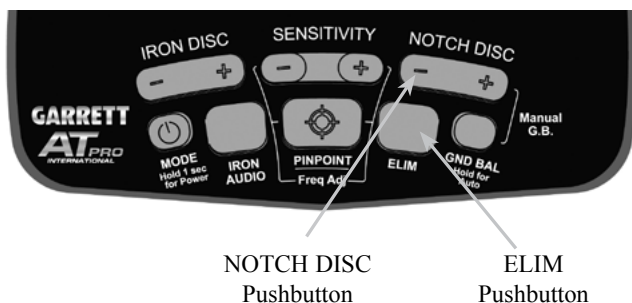 IRON DISC
SENSITIVITY
NOTCH DISC
- +
- +
- +
GARRETT
AT PRO
INTERNATIONAL
MODE
Hold 1 sec
for Power
IRON
AUDIO
PINPOINT
Freq Adj
ELIM
GND BAL
Hold for
Auto
Manual
G.B.
NOTCH DISC
Pushbutton
ELIM
Pushbutton